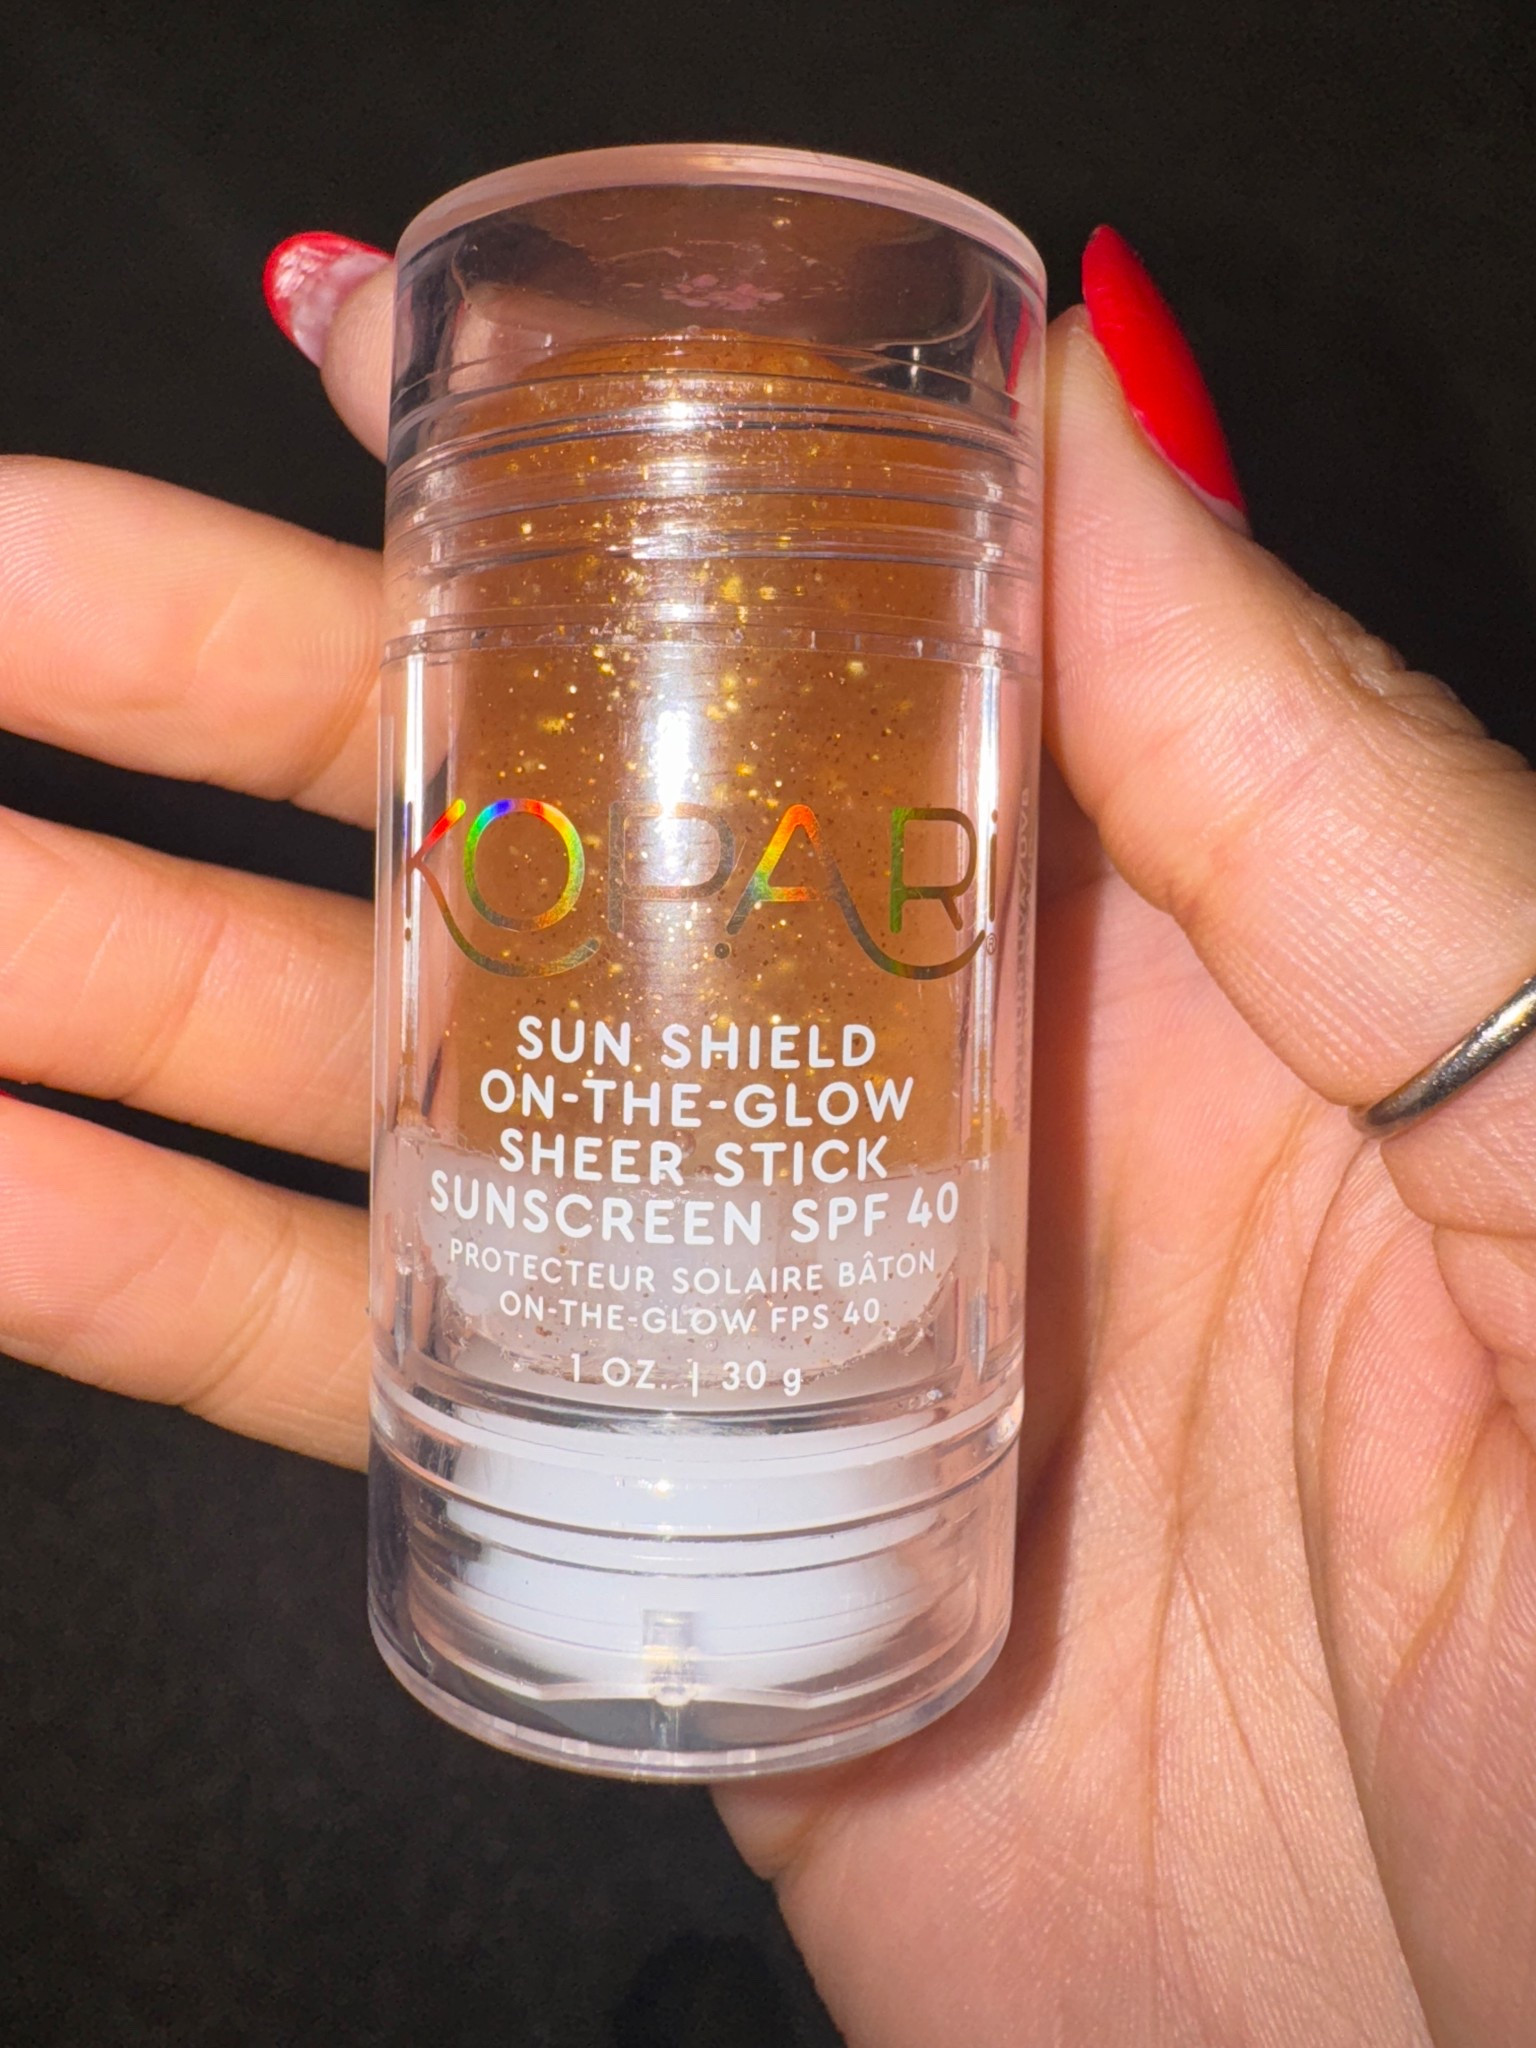 KOPARi®
SUN SHIELD
ON-THE-GLOW
SHEER STICK
SUNSCREEN SPF 40
PROTECTEUR SOLAIRE BÂTON
ON-THE-GLOW FPS 40
1 OZ. | 30 g